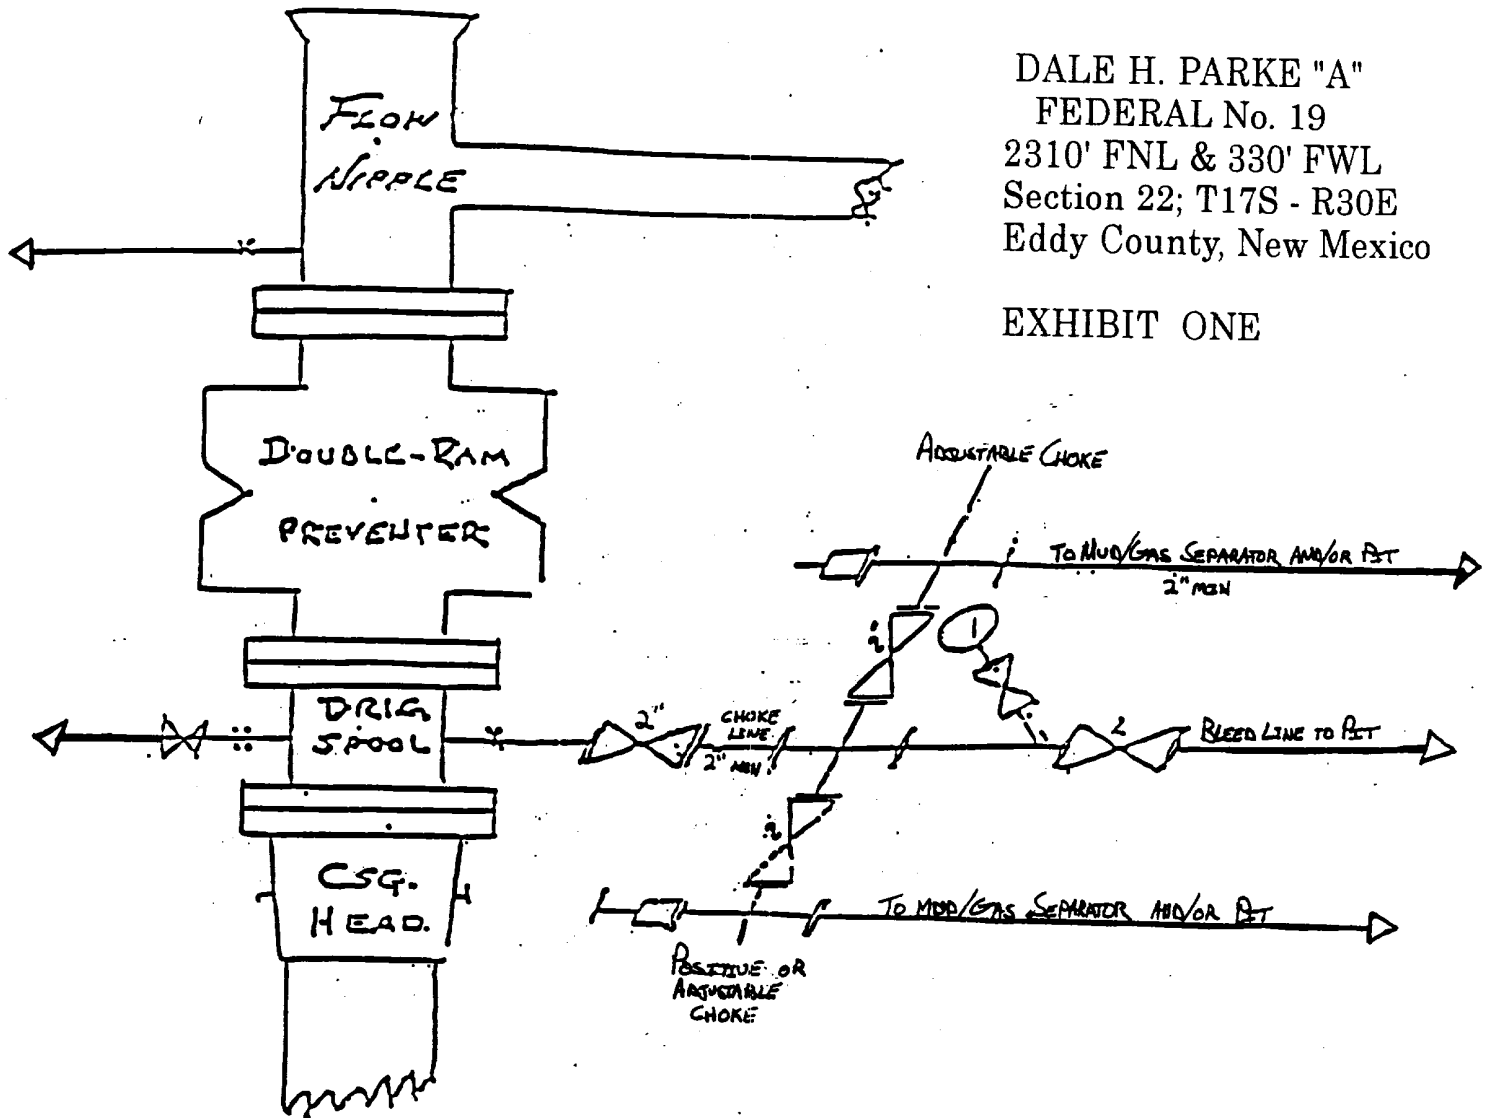 DALE H. PARKE "A"
FEDERAL No. 19
2310' FNL & 330' FWL
Section 22; T17S - R30E
Eddy County, New Mexico
EXHIBIT ONE
FLOW
NIPPLE
DOUBLE-RAM
PREVENTER
ADJUSTABLE CHOKE
TO MUD/GAS SEPARATOR AND/OR PIT
2" MIN
2
1
DRLG
SPOOL
2"
CHOKE
LINE
2" MIN
2
BLEED LINE TO PIT
2
CSG.
HEAD.
TO MUD/GAS SEPARATOR AND/OR PIT
POSITIVE OR
ADJUSTABLE
CHOKE